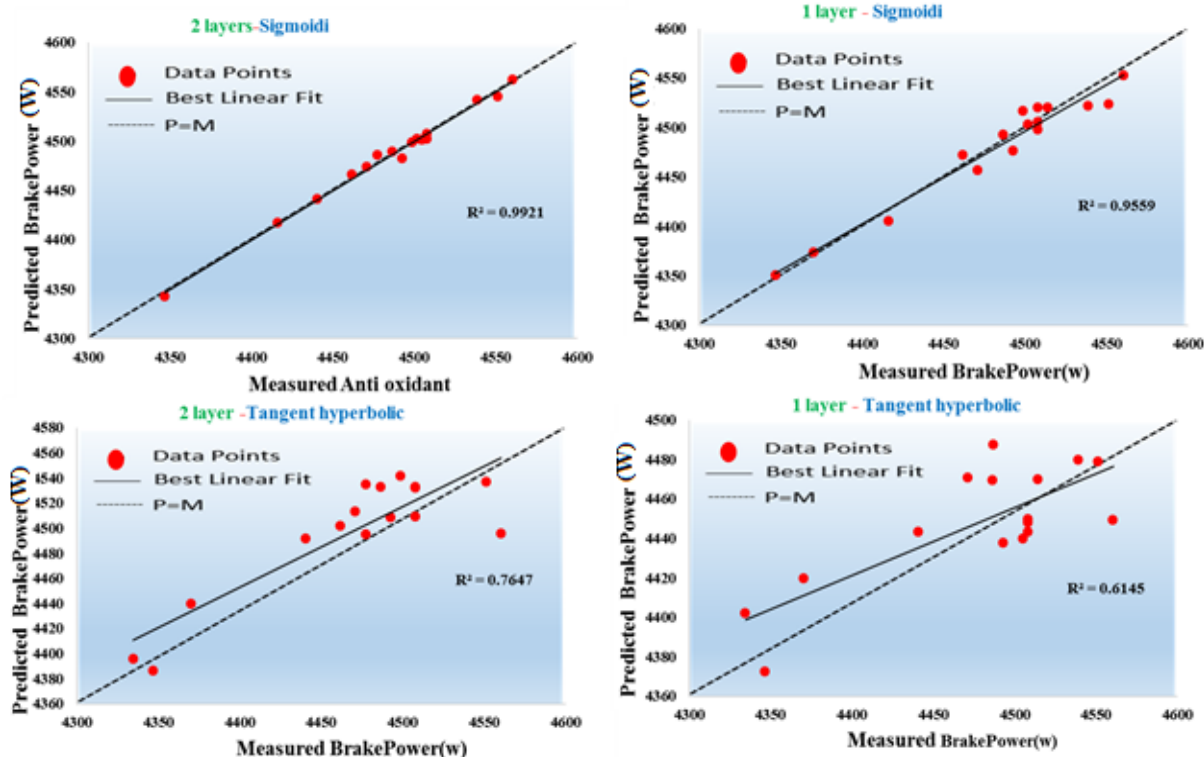 2 layers-Sigmoidi
Predicted BrakePower (W)
4600
4550
4500
4450
4400
4350
4300
Data Points
Best Linear Fit
P=M
R² = 0.9921
4300 4350 4400 4450 4500 4550 4600
Measured Anti oxidant
1 layer - Sigmoidi
Predicted BrakePower (W)
4600
4550
4500
4450
4400
4350
4300
Data Points
Best Linear Fit
P=M
R² = 0.9559
4300 4400 4500 4600
Measured BrakePower(w)
2 layer -Tangent hyperbolic
Predicted BrakePower(W)
4580
4560
4540
4520
4500
4480
4460
4440
4420
4400
4380
4360
Data Points
Best Linear Fit
P=M
R² = 0.7647
4300 4400 4500 4600
Measured BrakePower(w)
1 layer - Tangent hyperbolic
Predicted BrakePower(W)
4500
4480
4460
4440
4420
4400
4380
4360
Data Points
Best Linear Fit
P=M
R² = 0.6145
4300 4350 4400 4450 4500 4550 4600
Measured BrakePower(w)